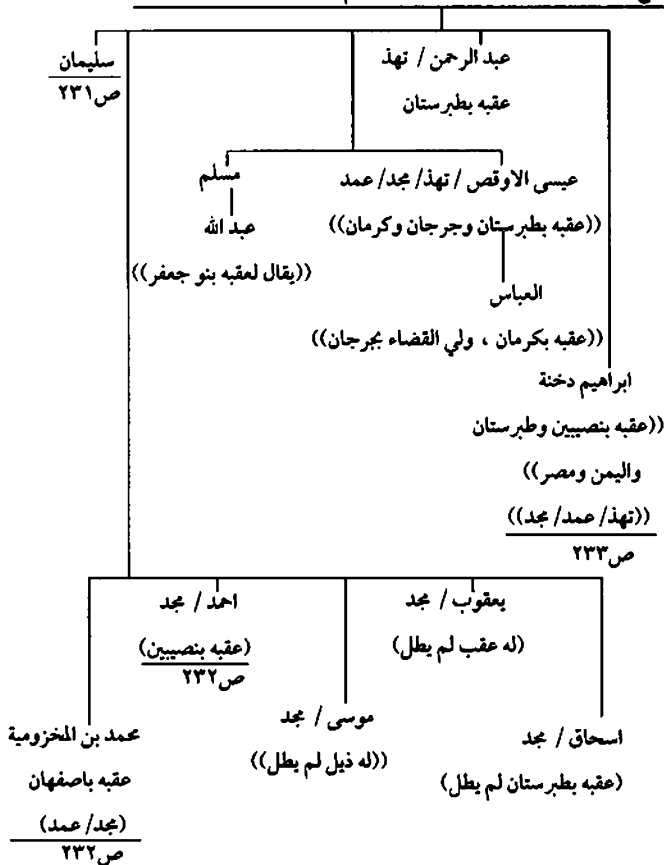 عبد الرحمن / تهذ
عقبه بطبرستان
سليمان
ص٢٣١
عيسى الاوقص / تهذ/ مجد/ عمد
((عقبه بطبرستان وجرجان وكرمان))
مسلم
عبد الله
((يقال لعقبه بنو جعفر))
العباس
((عقبه بكرمان ، ولي القضاء بجرجان))
ابراهيم دخنة
((عقبه بنصيبين وطبرستان
واليمن ومصر))
((تهذ/ عمد/ مجد))
ص٢٣٣
يعقوب / مجد
(له عقب لم يطل)
احمد / مجد
(عقبه بنصيبين)
ص٢٣٢
اسحاق / مجد
(عقبه بطبرستان لم يطل)
موسى / مجد
((له ذيل لم يطل))
محمد بن المخزومية
عقبه باصفهان
(مجد/ عمد)
ص٢٣٢